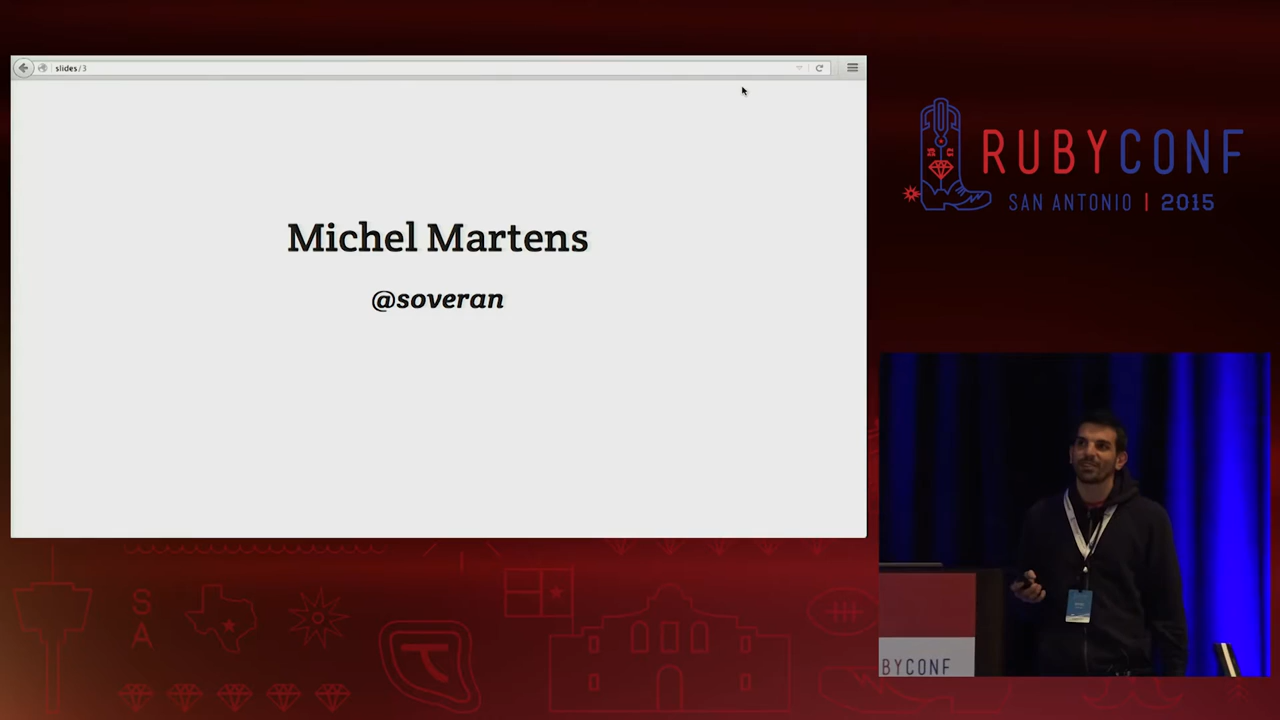 slides/3
Michel Martens
@soveran
RUBYCONF
SAN ANTONIO | 2015
S
A
BYCONF